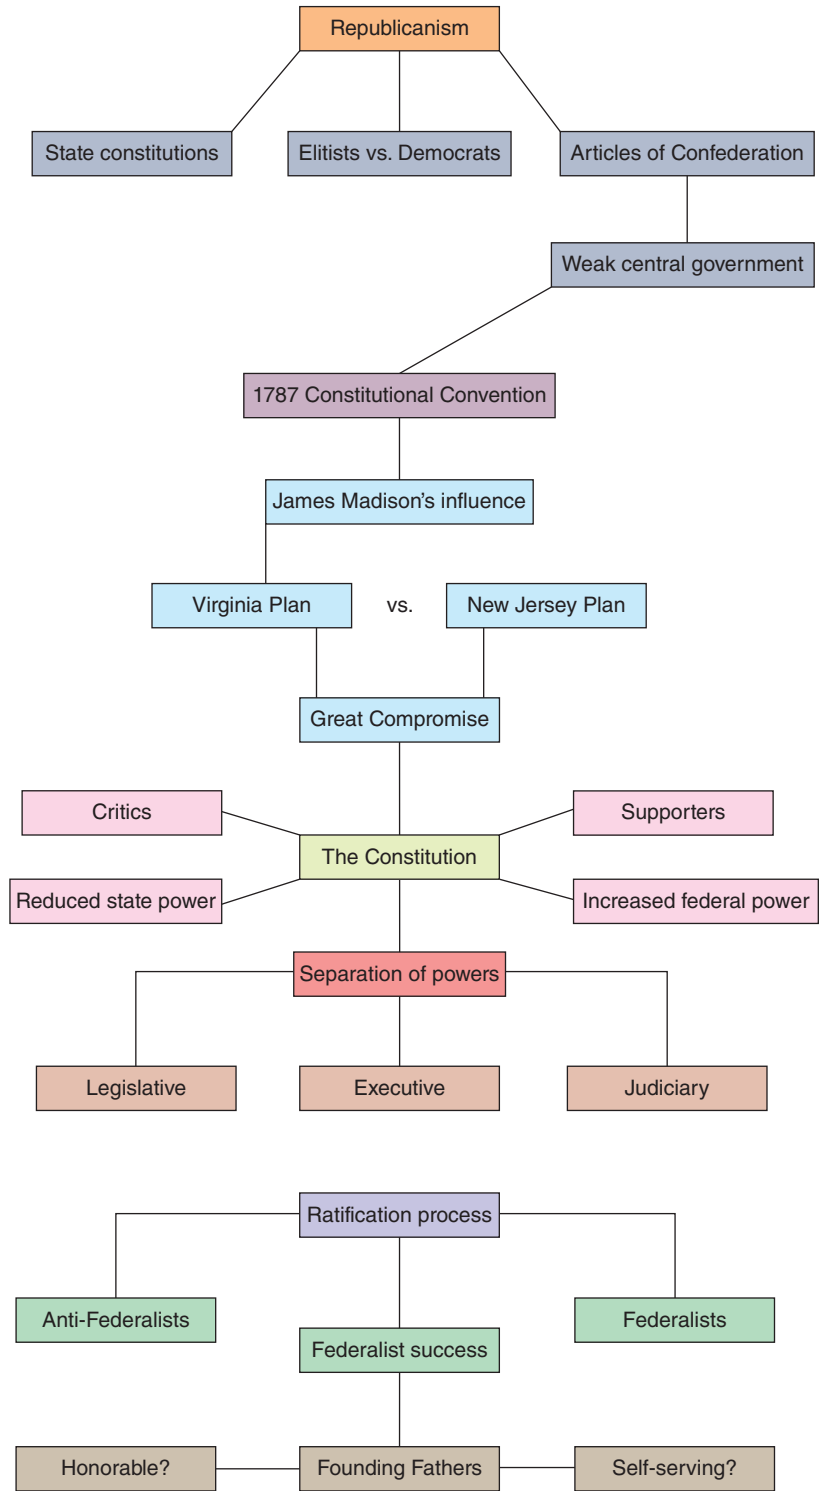 Republicanism
State constitutions
Elitists vs. Democrats
Articles of Confederation
Weak central government
1787 Constitutional Convention
James Madison's influence
Virginia Plan
vs.
New Jersey Plan
Great Compromise
Critics
Supporters
The Constitution
Reduced state power
Increased federal power
Separation of powers
Legislative
Executive
Judiciary
Ratification process
Anti-Federalists
Federalists
Federalist success
Honorable?
Founding Fathers
Self-serving?